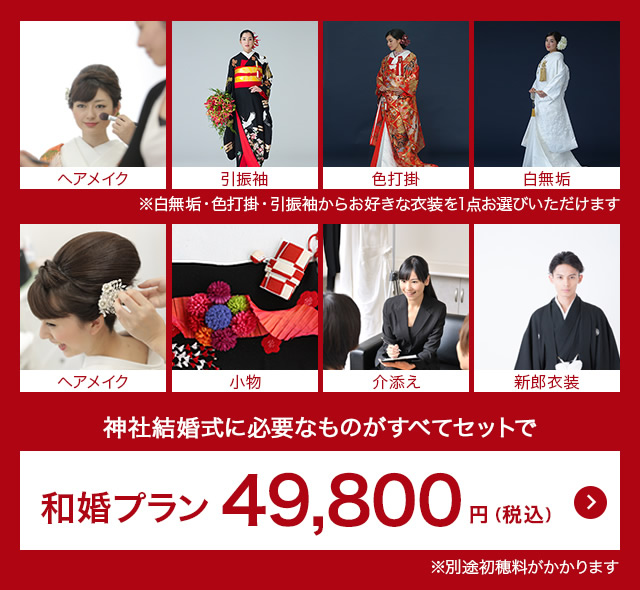 ヘアメイク 引振袖 色打掛 白無垢
※白無垢・色打掛・引振袖からお好きな衣装を1点お選びいただけます
ヘアメイク 小物 介添え 新郎衣装
神社結婚式に必要なものがすべてセットで
和婚プラン 49,800円（税込）
※別途初穂料がかかります